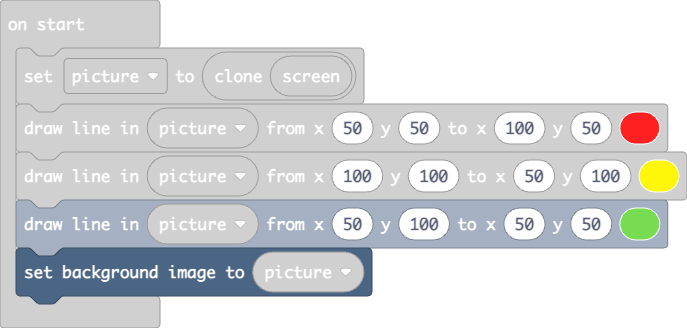 on start
set picture to clone screen
draw line in picture from x 50 y 50 to x 100 y 50
draw line in picture from x 100 y 100 to x 50 y 100
draw line in picture from x 50 y 100 to x 50 y 50
set background image to picture